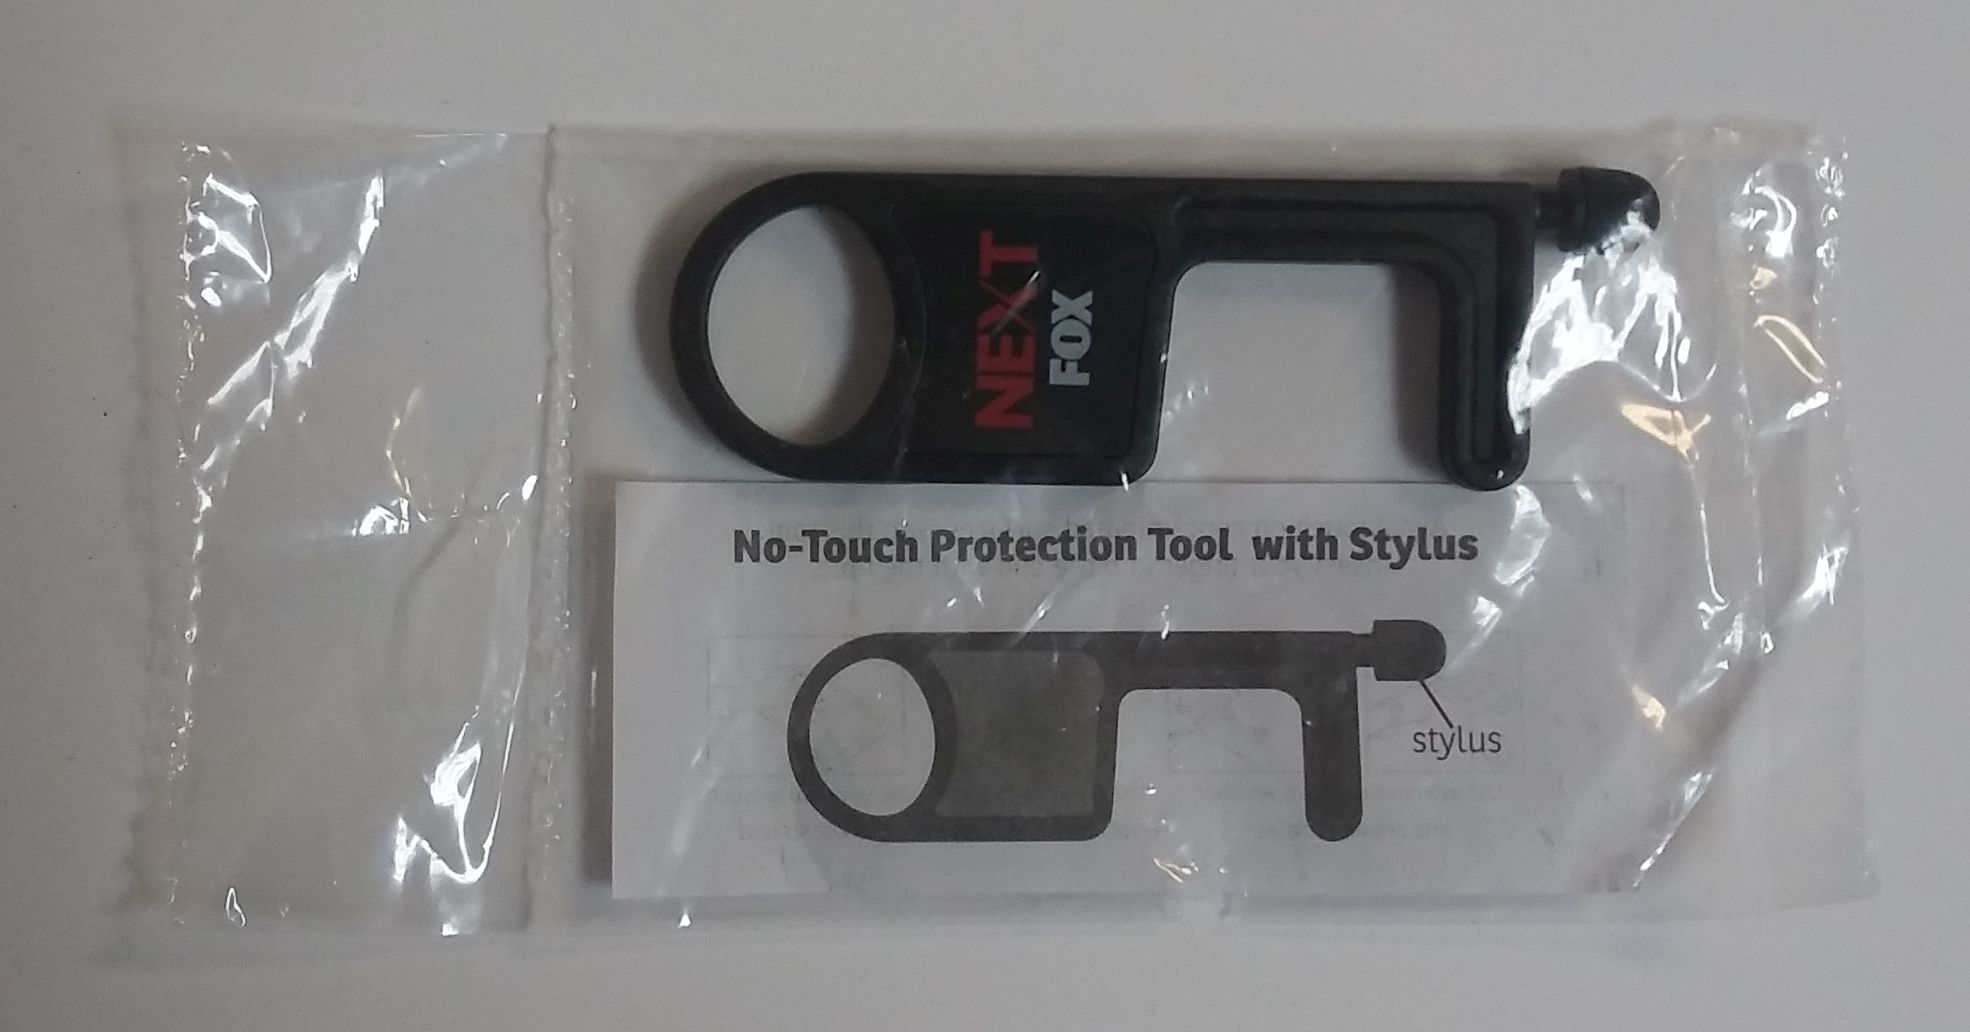 NEXT
FOX
No-Touch Protection Tool with Stylus
stylus